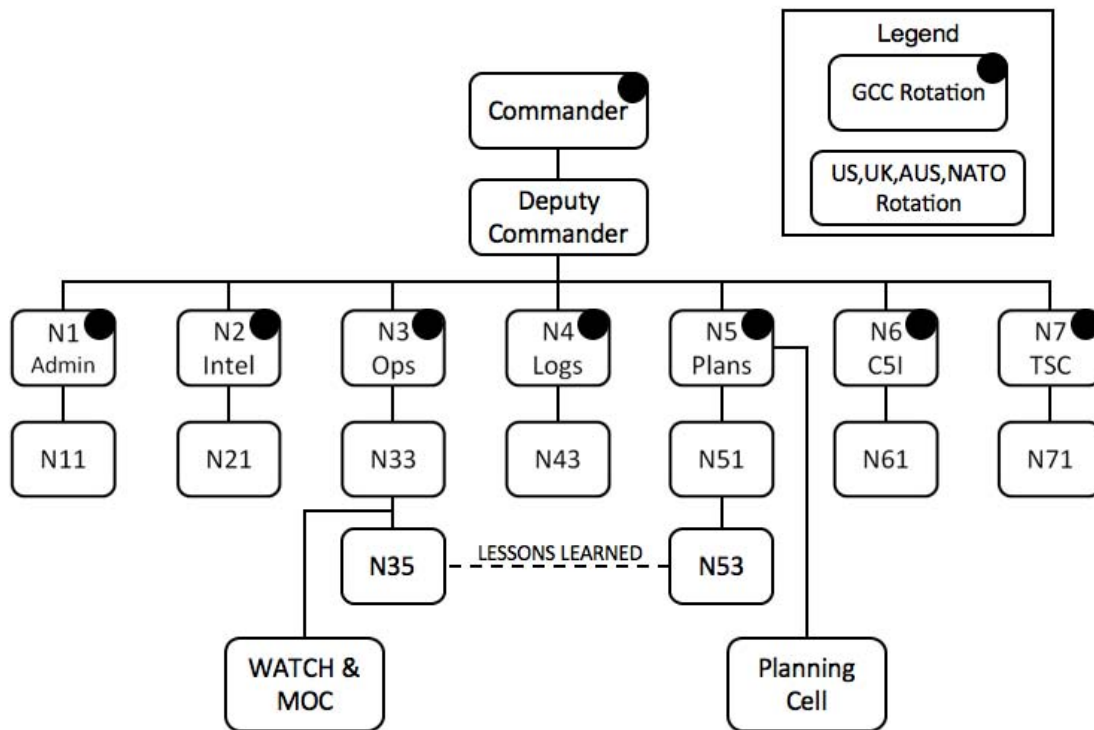 Legend
GCC Rotation
US,UK,AUS,NATO
Rotation
Commander
Deputy
Commander
N1
Admin
N2
Intel
N3
Ops
N4
Logs
N5
Plans
N6
C5I
N7
TSC
N11
N21
N33
N43
N51
N61
N71
N35
LESSONS LEARNED
N53
WATCH &
MOC
Planning
Cell